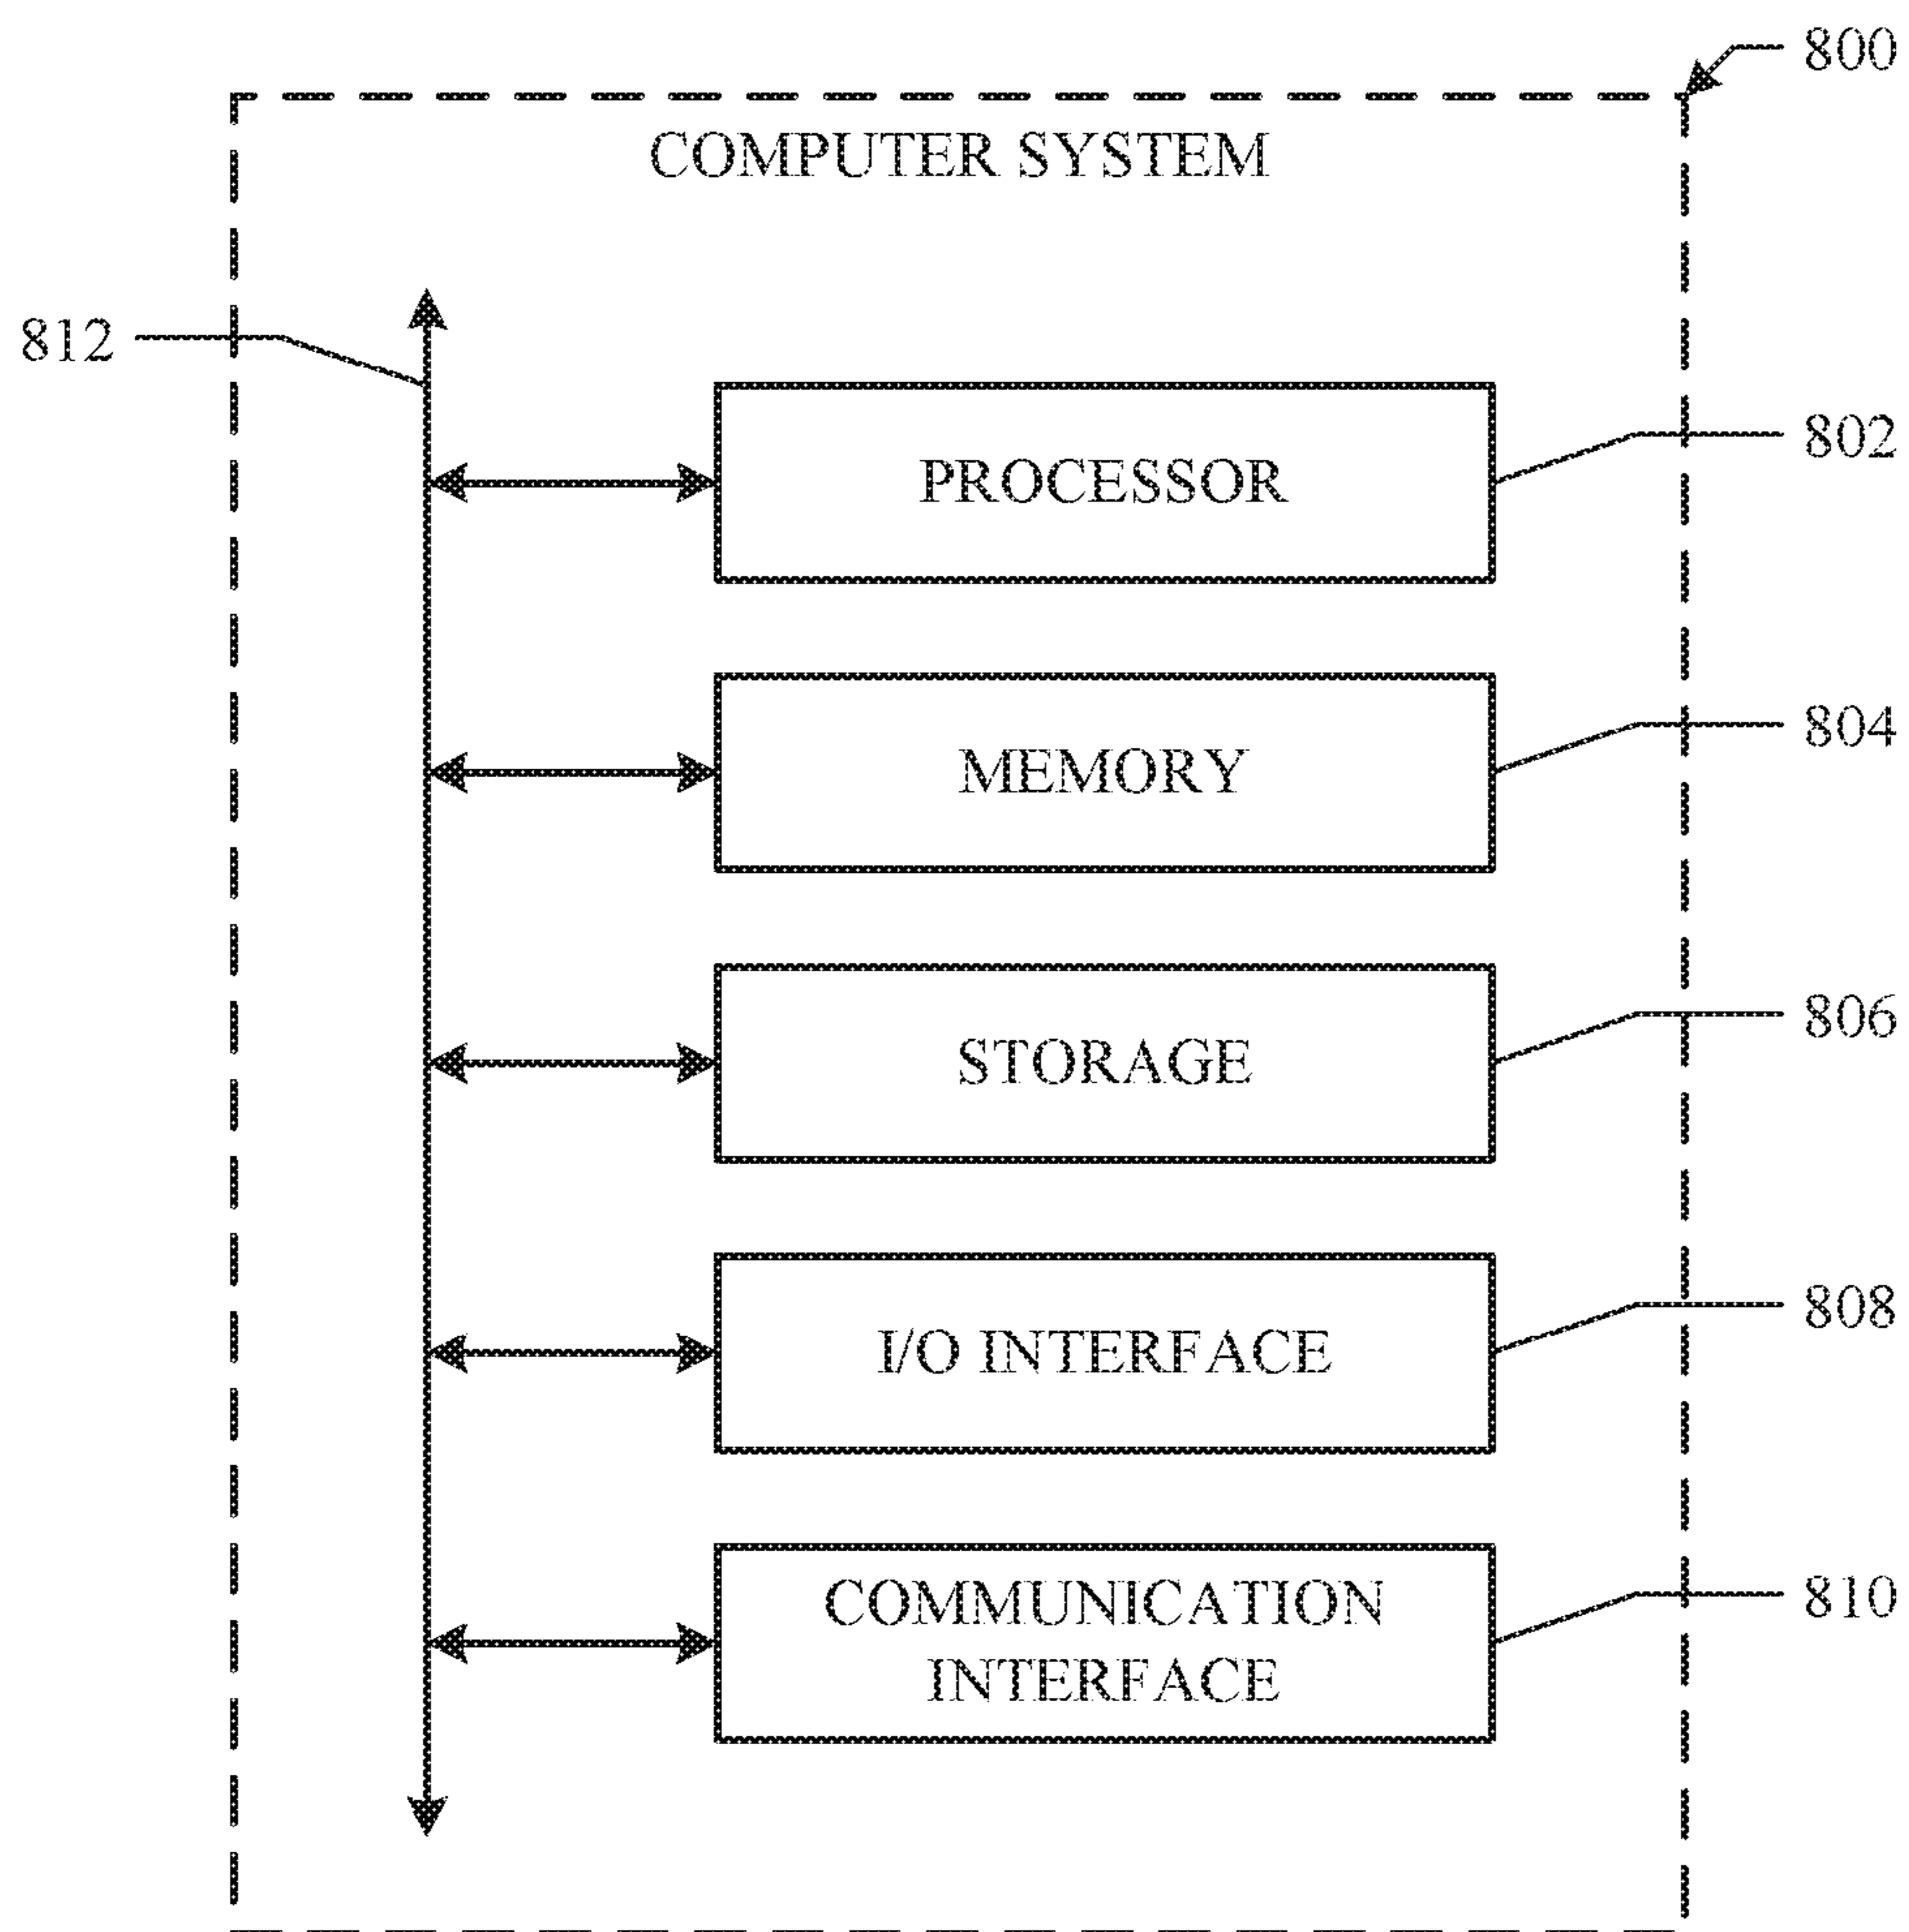 800
COMPUTER SYSTEM
812
PROCESSOR
802
MEMORY
804
STORAGE
806
I/O INTERFACE
808
COMMUNICATION
INTERFACE
810